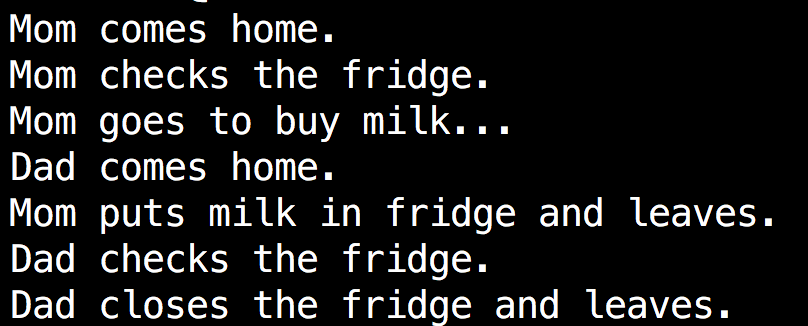 Mom comes home.
Mom checks the fridge.
Mom goes to buy milk...
Dad comes home.
Mom puts milk in fridge and leaves.
Dad checks the fridge.
Dad closes the fridge and leaves.